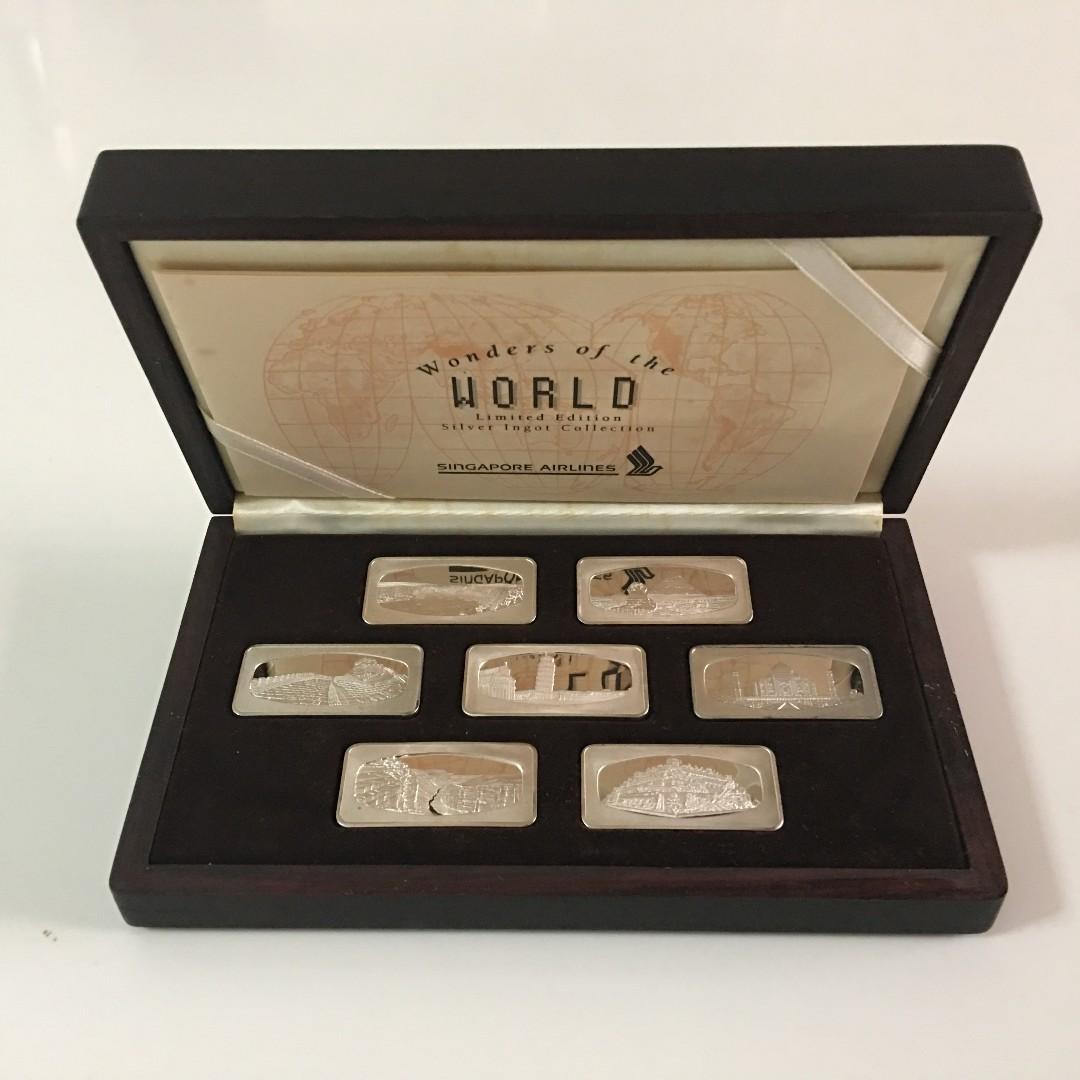 Wonders of the
WORLD
Limited Edition
Silver Ingot Collection
SINGAPORE AIRLINES